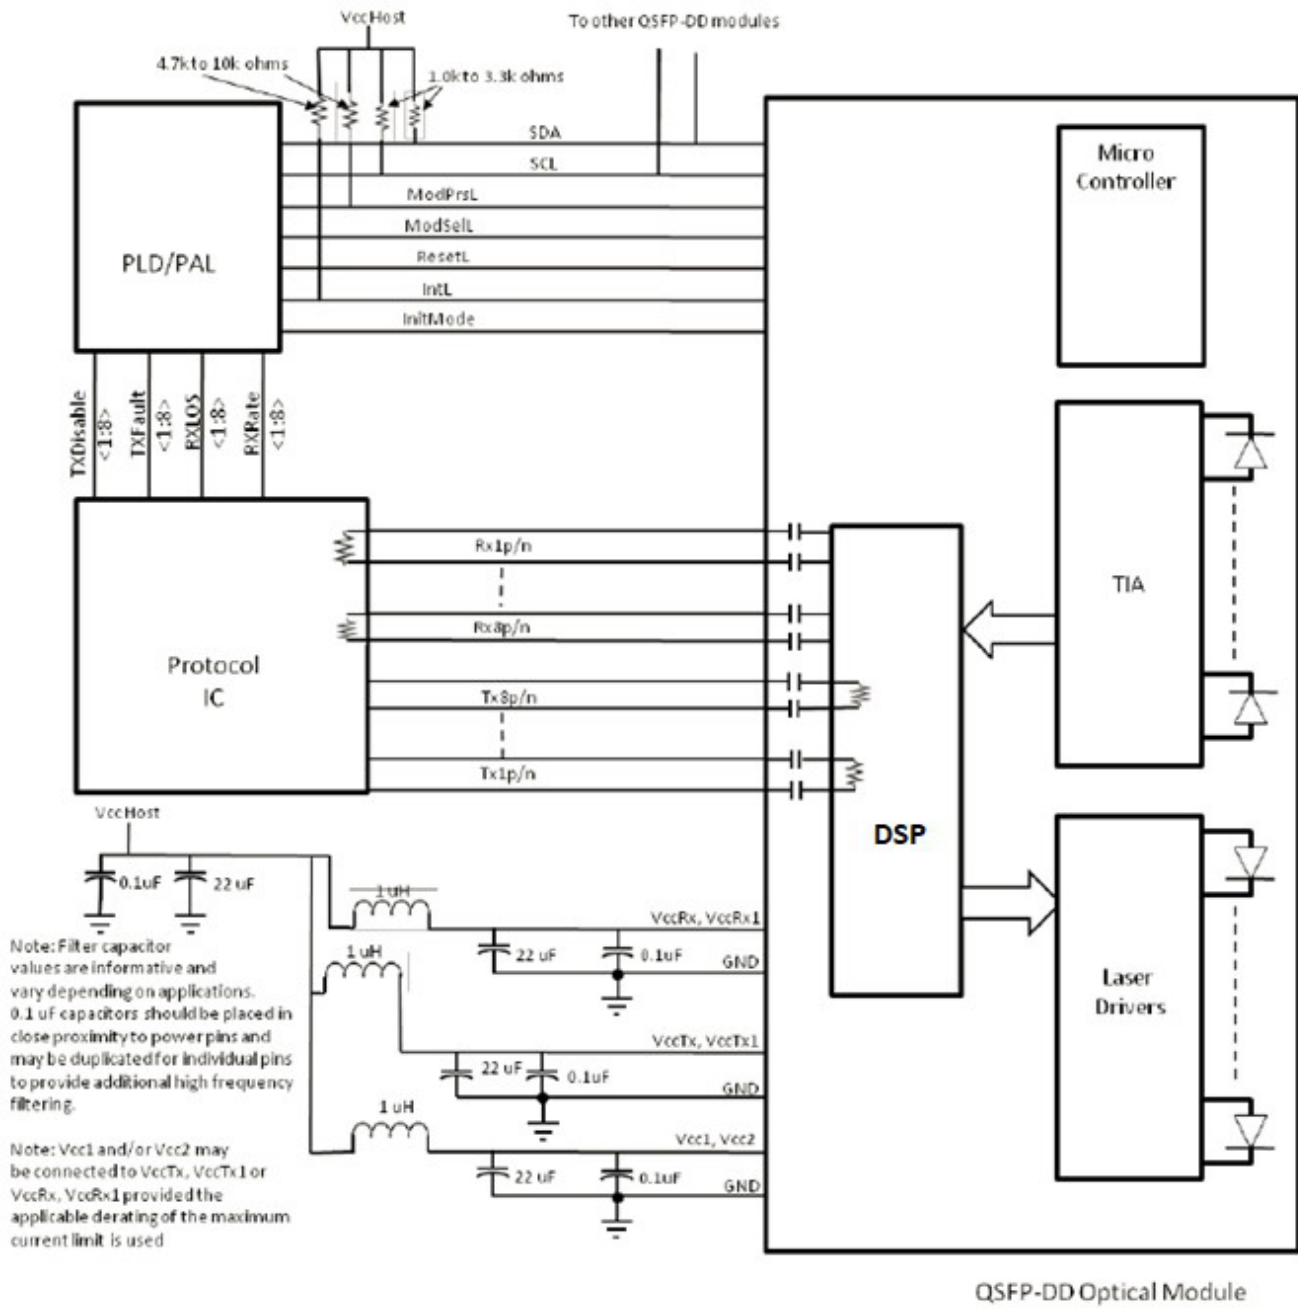 VccHost
To other QSFP-DD modules
4.7k to 10k ohms
1.0k to 3.3k ohms
SDA
SCL
ModPrsL
ModSelL
ResetL
IntL
InitMode
PLD/PAL
Micro
Controller
TXDisable
<1:8>
TXFault
<1:8>
RXLOS
<1:8>
RXRate
<1:8>
Rx1p/n
Rx8p/n
Tx8p/n
Tx1p/n
Protocol
IC
TIA
DSP
Laser
Drivers
VccHost
0.1uF
22 uF
1 uH
VccRx, VccRx1
22 uF
0.1uF
GND
1 uH
VccTx, VccTx1
22 uF
0.1uF
GND
1 uH
Vcc1, Vcc2
22 uF
0.1uF
GND
Note: Filter capacitor
values are informative and
vary depending on applications.
0.1 uf capacitors should be placed in
close proximity to power pins and
may be duplicated for individual pins
to provide additional high frequency
filtering.
Note: Vcc1 and/or Vcc2 may
be connected to VccTx, VccTx1 or
VccRx, VccRx1 provided the
applicable derating of the maximum
current limit is used
QSFP-DD Optical Module